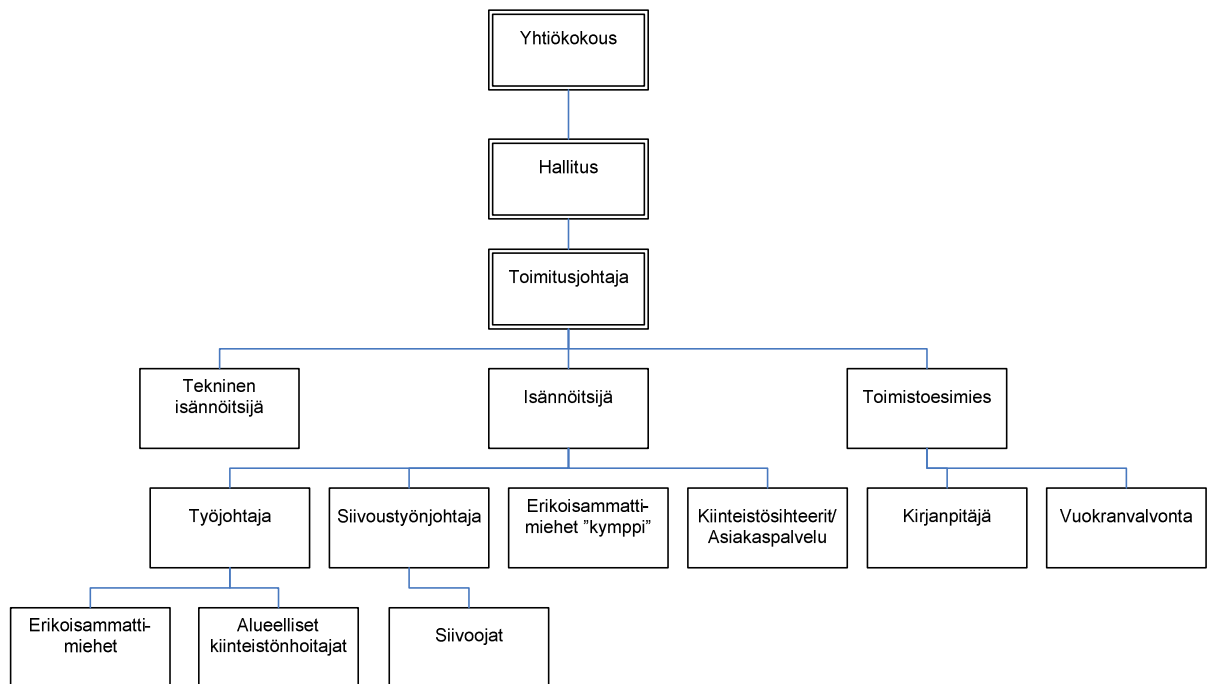 Yhtiökokous
Hallitus
Toimitusjohtaja
Tekninen
isännöitsijä
Isännöitsijä
Toimistoesimies
Työjohtaja
Siivoustyönjohtaja
Erikoisammatti-
miehet ”kymppi”
Kiinteistösihteerit/
Asiakaspalvelu
Kirjanpitäjä
Vuokranvalvonta
Erikoisammatti-
miehet
Alueelliset
kiinteistönhoitajat
Siivoojat